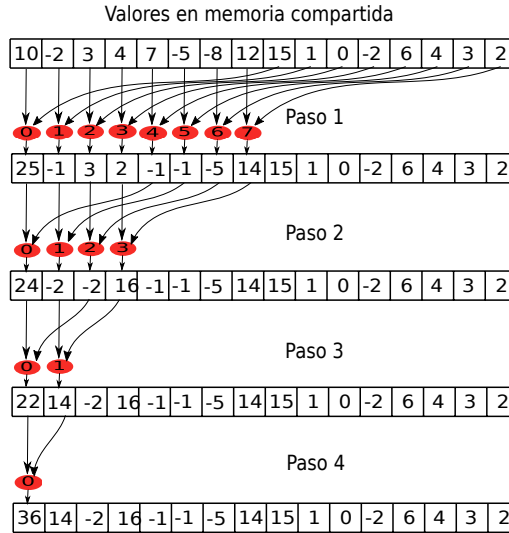 Valores en memoria compartida
10 -2 3 4 7 -5 -8 12 15 1 0 -2 6 4 3 2
Paso 1
0 1 2 3 4 5 6 7
25 -1 3 2 -1 -1 -5 14 15 1 0 -2 6 4 3 2
Paso 2
0 1 2 3
24 -2 -2 16 -1 -1 -5 14 15 1 0 -2 6 4 3 2
Paso 3
0 1
22 14 -2 16 -1 -1 -5 14 15 1 0 -2 6 4 3 2
Paso 4
0
36 14 -2 16 -1 -1 -5 14 15 1 0 -2 6 4 3 2